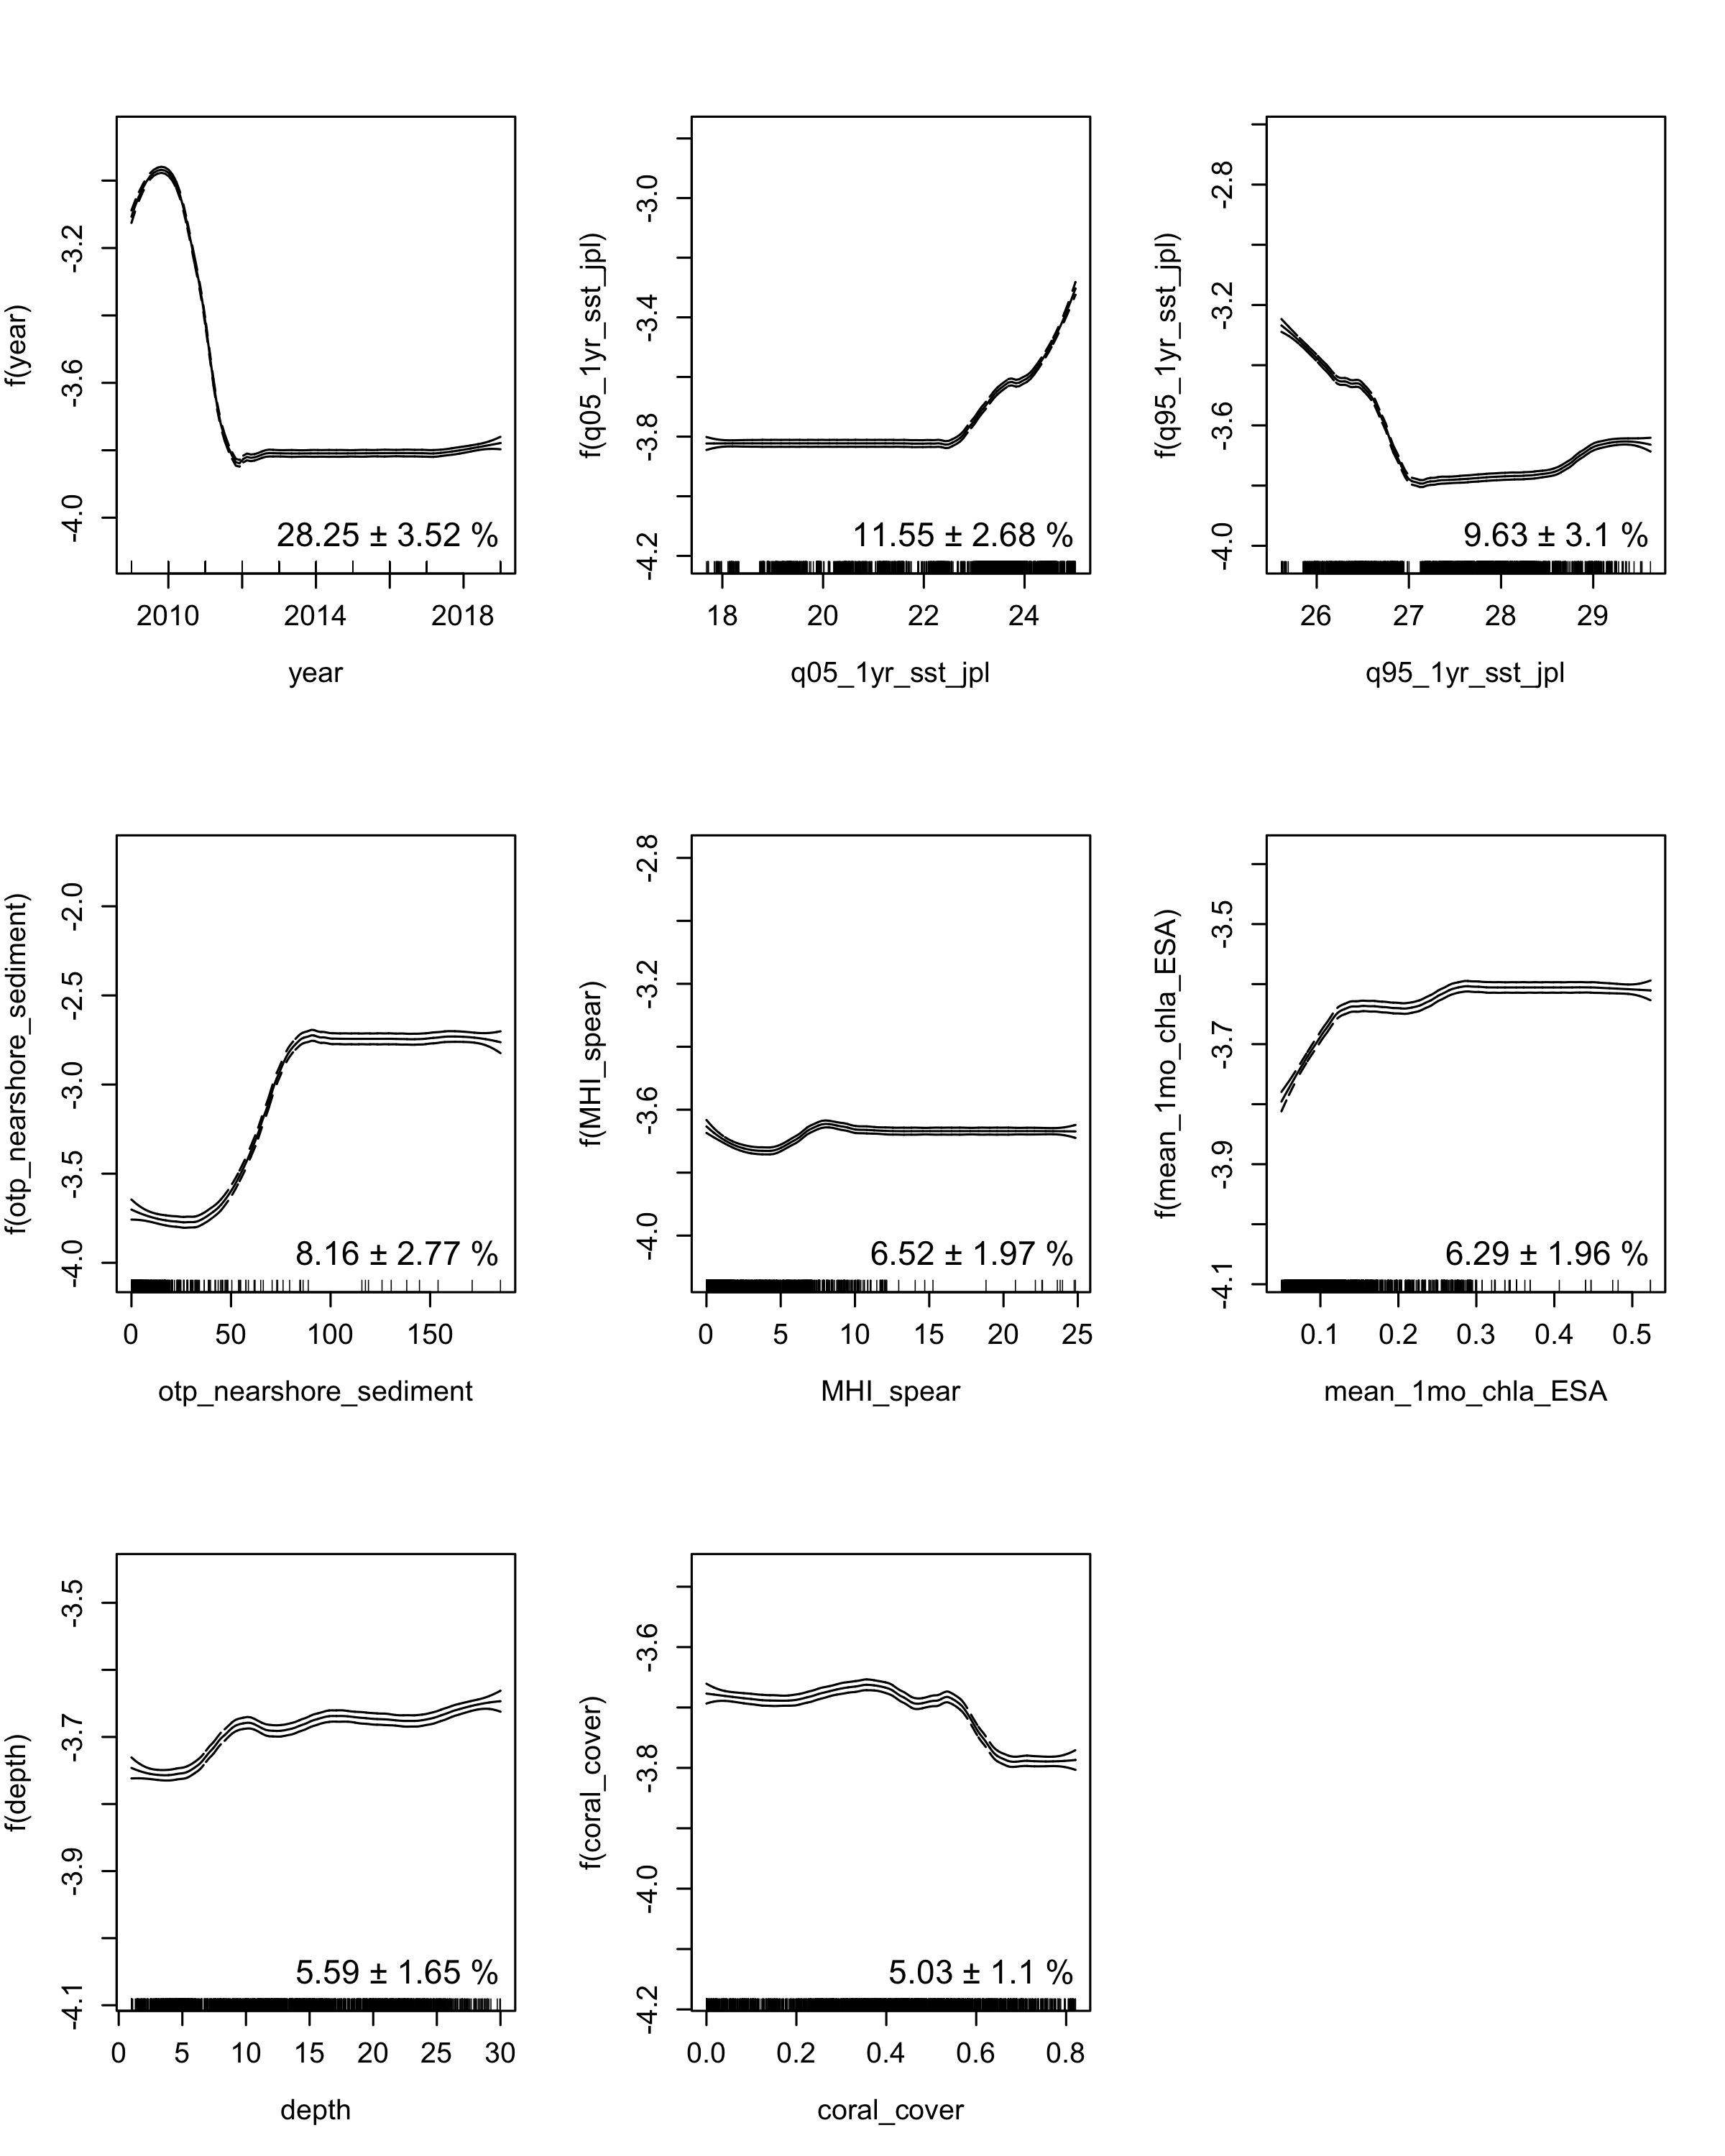 f(year)
-3.2
-3.6
-4.0
28.25 ± 3.52 %
2010 2014 2018
year
f(q05_1yr_sst_jpl)
-3.0
-3.4
-3.8
-4.2
11.55 ± 2.68 %
18 20 22 24
q05_1yr_sst_jpl
f(q95_1yr_sst_jpl)
-2.8
-3.2
-3.6
-4.0
9.63 ± 3.1 %
26 27 28 29
q95_1yr_sst_jpl
f(otp_nearshore_sediment)
-2.0
-2.5
-3.0
-3.5
-4.0
8.16 ± 2.77 %
0 50 100 150
otp_nearshore_sediment
f(MHI_spear)
-2.8
-3.2
-3.6
-4.0
6.52 ± 1.97 %
0 5 10 15 20 25
MHI_spear
f(mean_1mo_chla_ESA)
-3.5
-3.7
-3.9
-4.1
6.29 ± 1.96 %
0.1 0.2 0.3 0.4 0.5
mean_1mo_chla_ESA
f(depth)
-3.5
-3.7
-3.9
-4.1
5.59 ± 1.65 %
0 5 10 15 20 25 30
depth
f(coral_cover)
-3.6
-3.8
-4.0
-4.2
5.03 ± 1.1 %
0.0 0.2 0.4 0.6 0.8
coral_cover